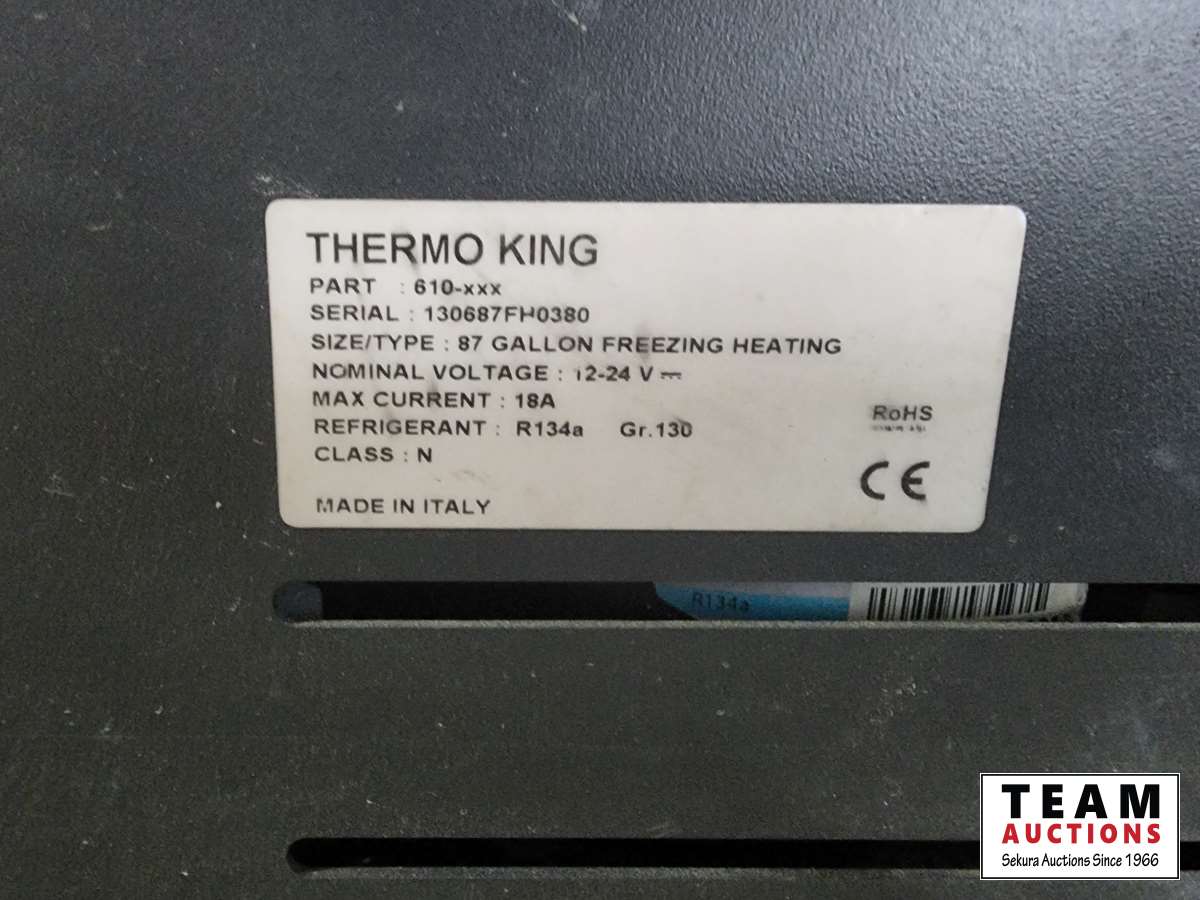 THERMO KING
PART : 610-xxx
SERIAL : 130687FH0380
SIZE/TYPE : 87 GALLON FREEZING HEATING
NOMINAL VOLTAGE : 12-24 V ⎓
MAX CURRENT : 18A
REFRIGERANT : R134a Gr.130
CLASS : N
RoHS
CE
MADE IN ITALY
R134a
TEAM
AUCTIONS
Sekura Auctions Since 1966